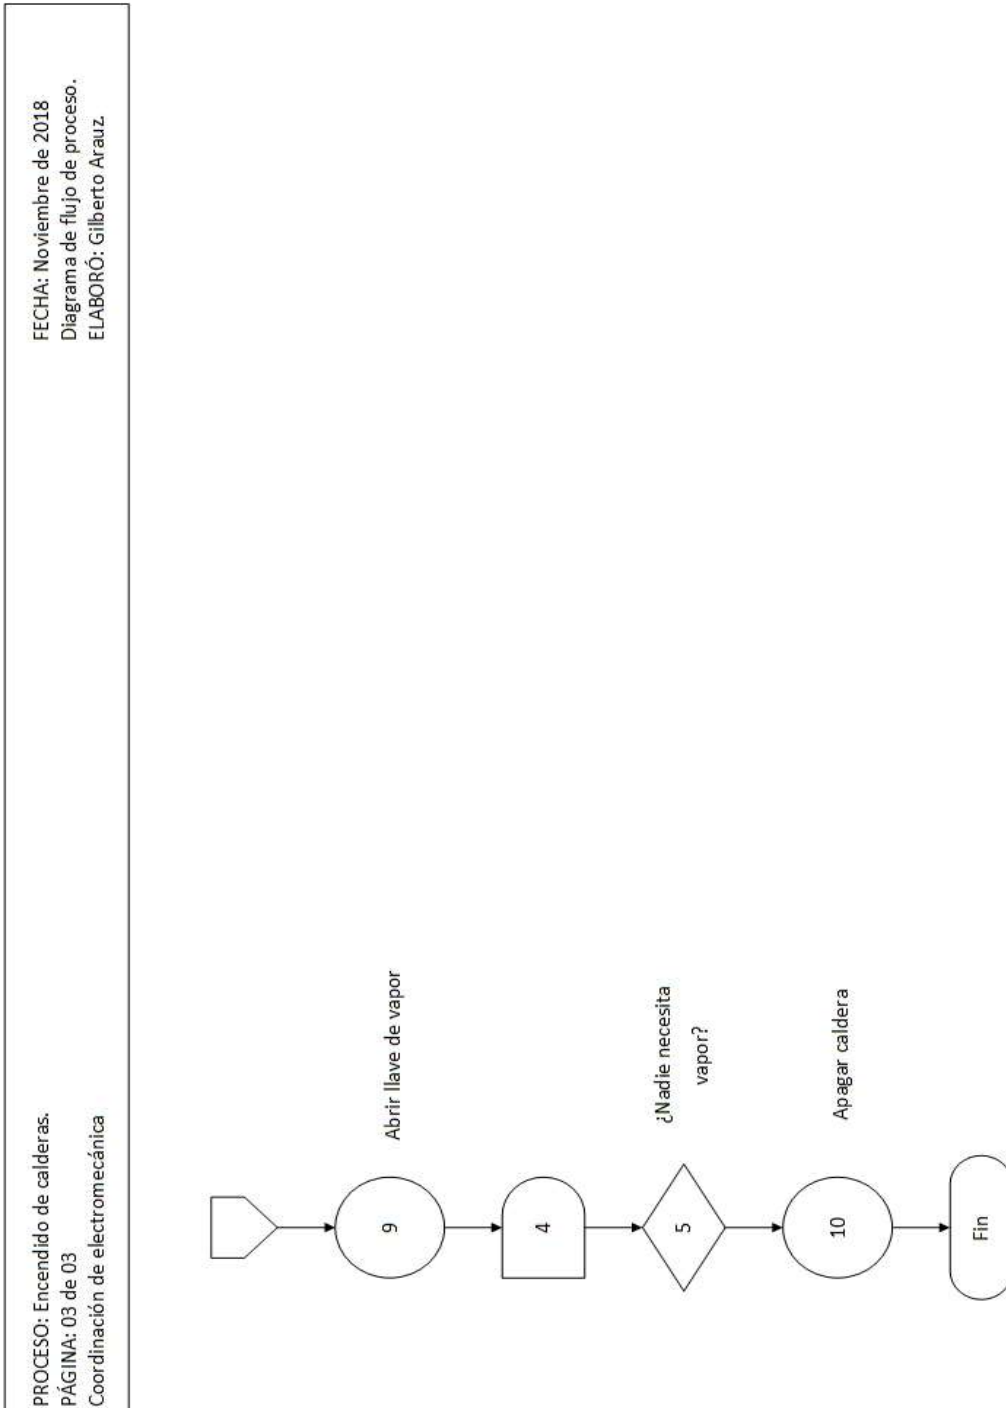 PROCESO: Encendido de calderas.
PÁGINA: 03 de 03
Coordinación de electromecánica
FECHA: Noviembre de 2018
Diagrama de flujo de proceso.
ELABORÓ: Gilberto Arauz.
9
Abrir llave de vapor
4
5
¿Nadie necesita
vapor?
10
Apagar caldera
Fin